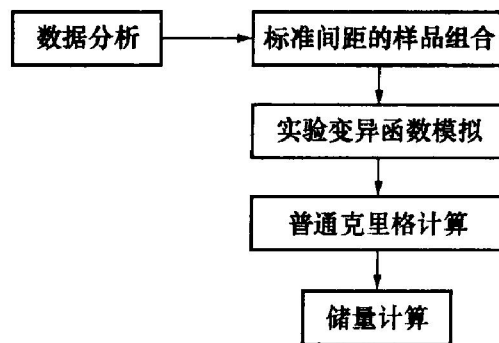 数据分析
标准间距的样品组合
实验变异函数模拟
普通克里格计算
储量计算